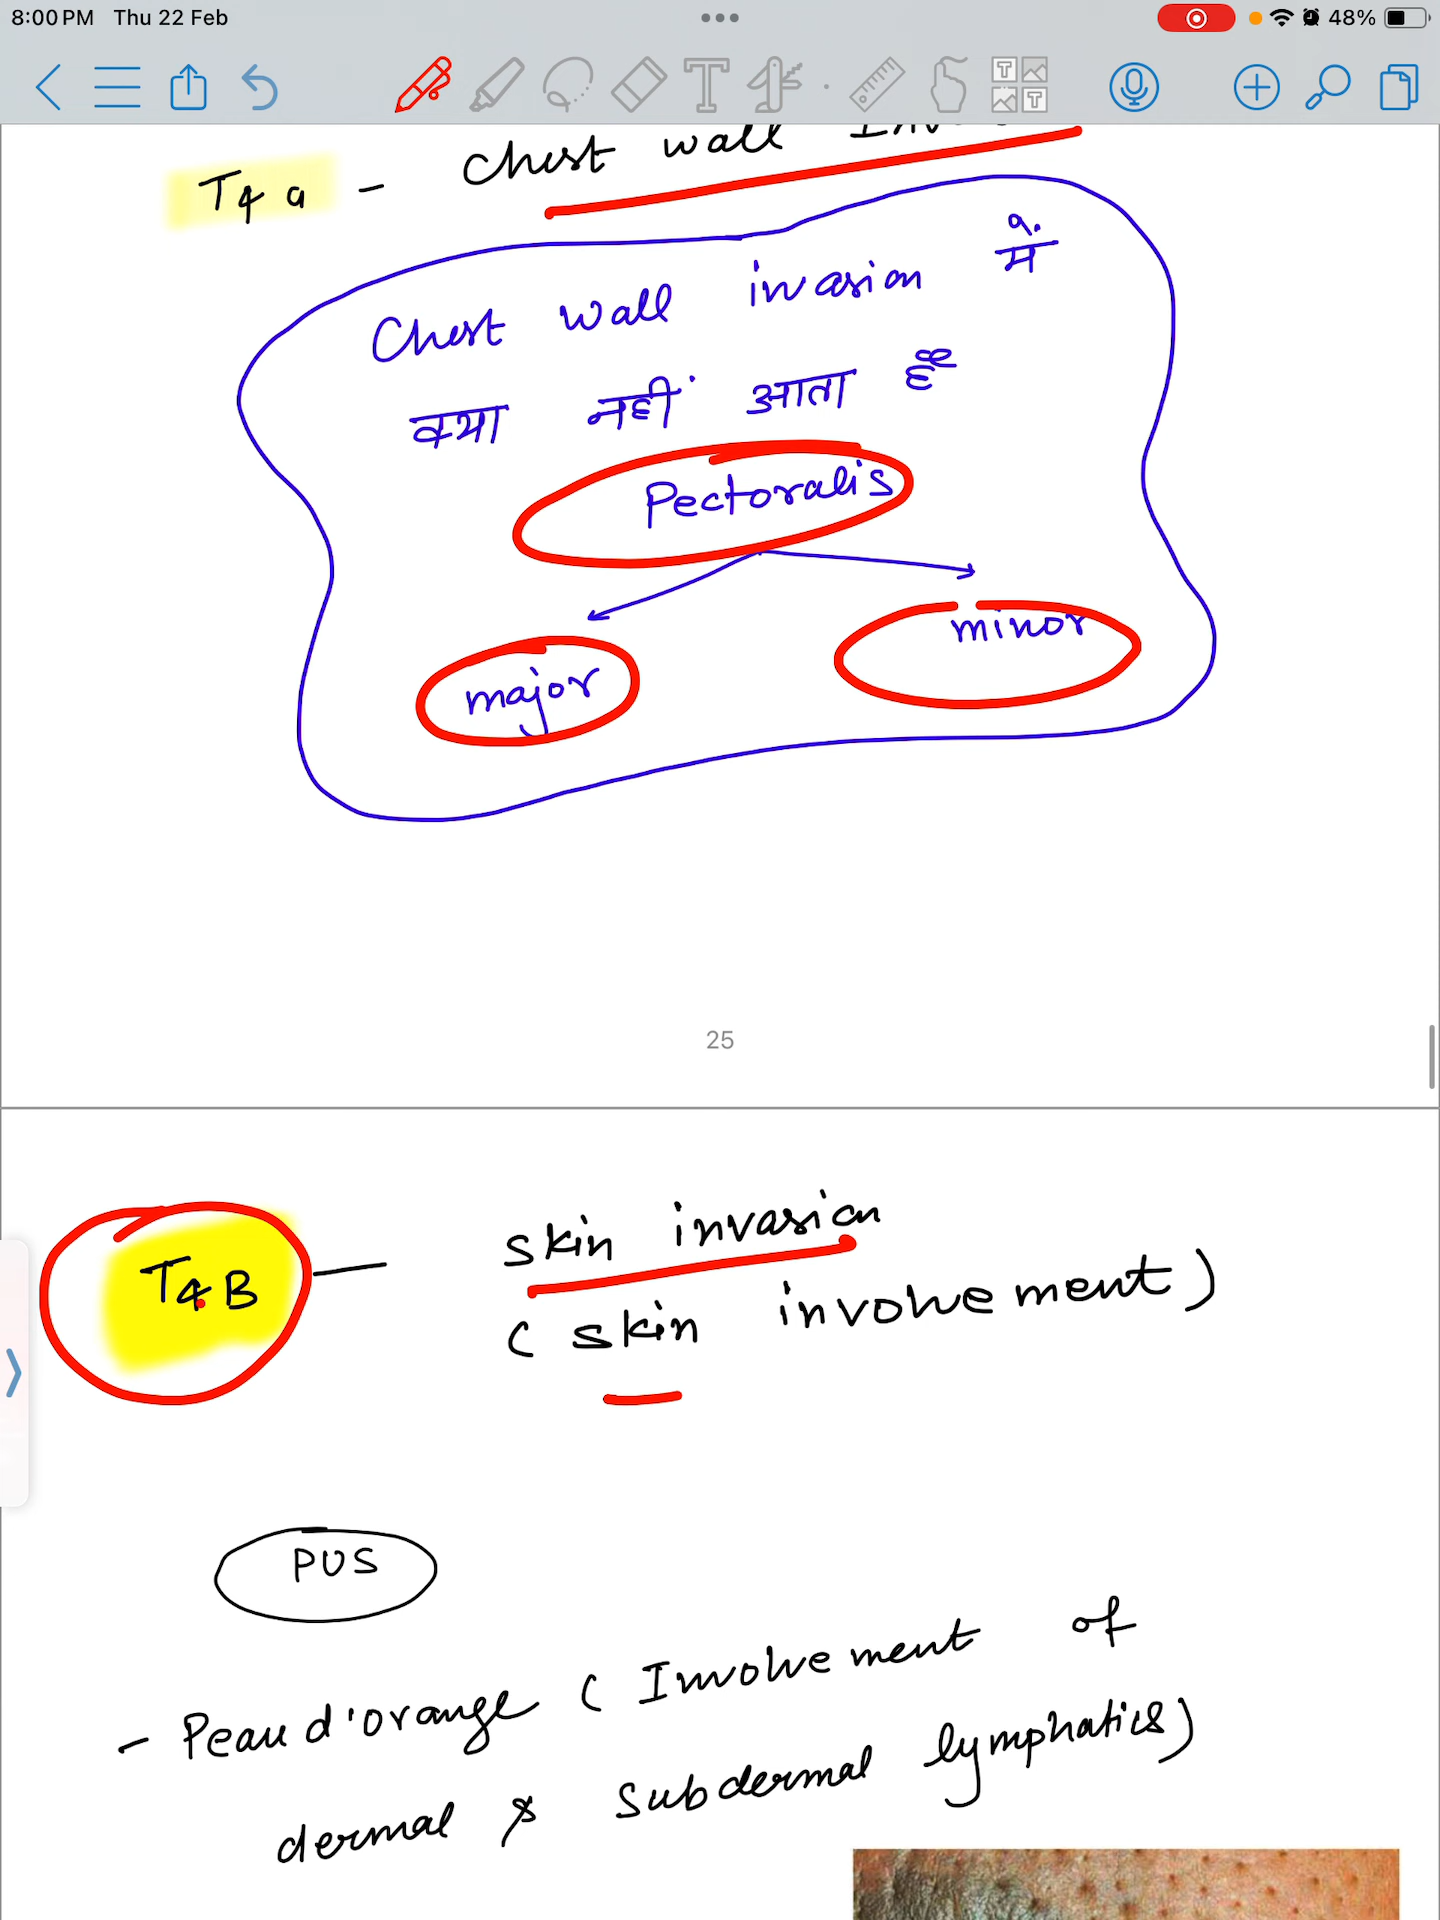 8:00 PM Thu 22 Feb 48%
T4a - Chest wall
Chest wall invasion में
क्या नहीं आता है
Pectoralis
major minor
25
T4B — skin invasion
( skin involvement )
PUS
- Peau d'orange ( Involvement of
dermal & Subdermal lymphatics)